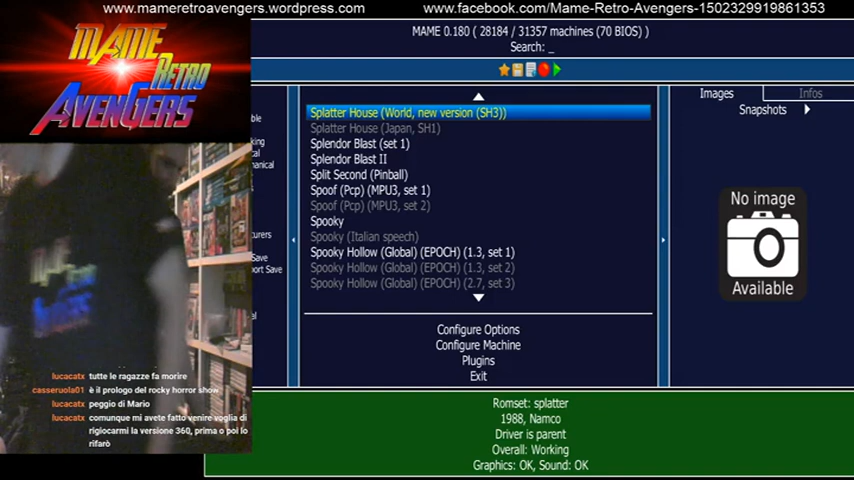 www.mameretroavengers.wordpress.com
www.facebook.com/Mame-Retro-Avengers-1502329919861353
MAME
RETRO
AVENGERS
MAME 0.180 ( 28184 / 31357 machines (70 BIOS) )
Search: _
Images
Infos
Snapshots
Splatter House (World, new version (SH3))
Splatter House (Japan, SH1)
Splendor Blast (set 1)
Splendor Blast II
Split Second (Pinball)
Spoof (Pcp) (MPU3, set 1)
Spoof (Pcp) (MPU3, set 2)
Spooky
Spooky (Italian speech)
Spooky Hollow (Global) (EPOCH) (1.3, set 1)
Spooky Hollow (Global) (EPOCH) (1.3, set 2)
Spooky Hollow (Global) (EPOCH) (2.7, set 3)
Configure Options
Configure Machine
Plugins
Exit
No image
Available
Save
Save
lucacatx tutte le ragazze fa morire
casseruola01 è il prologo del rocky horror show
lucacatx peggio di Mario
lucacatx comunque mi avete fatto venire voglia di
rigiocarmi la versione 360, prima o poi lo
rifarò
Romset: splatter
1988, Namco
Driver is parent
Overall: Working
Graphics: OK, Sound: OK